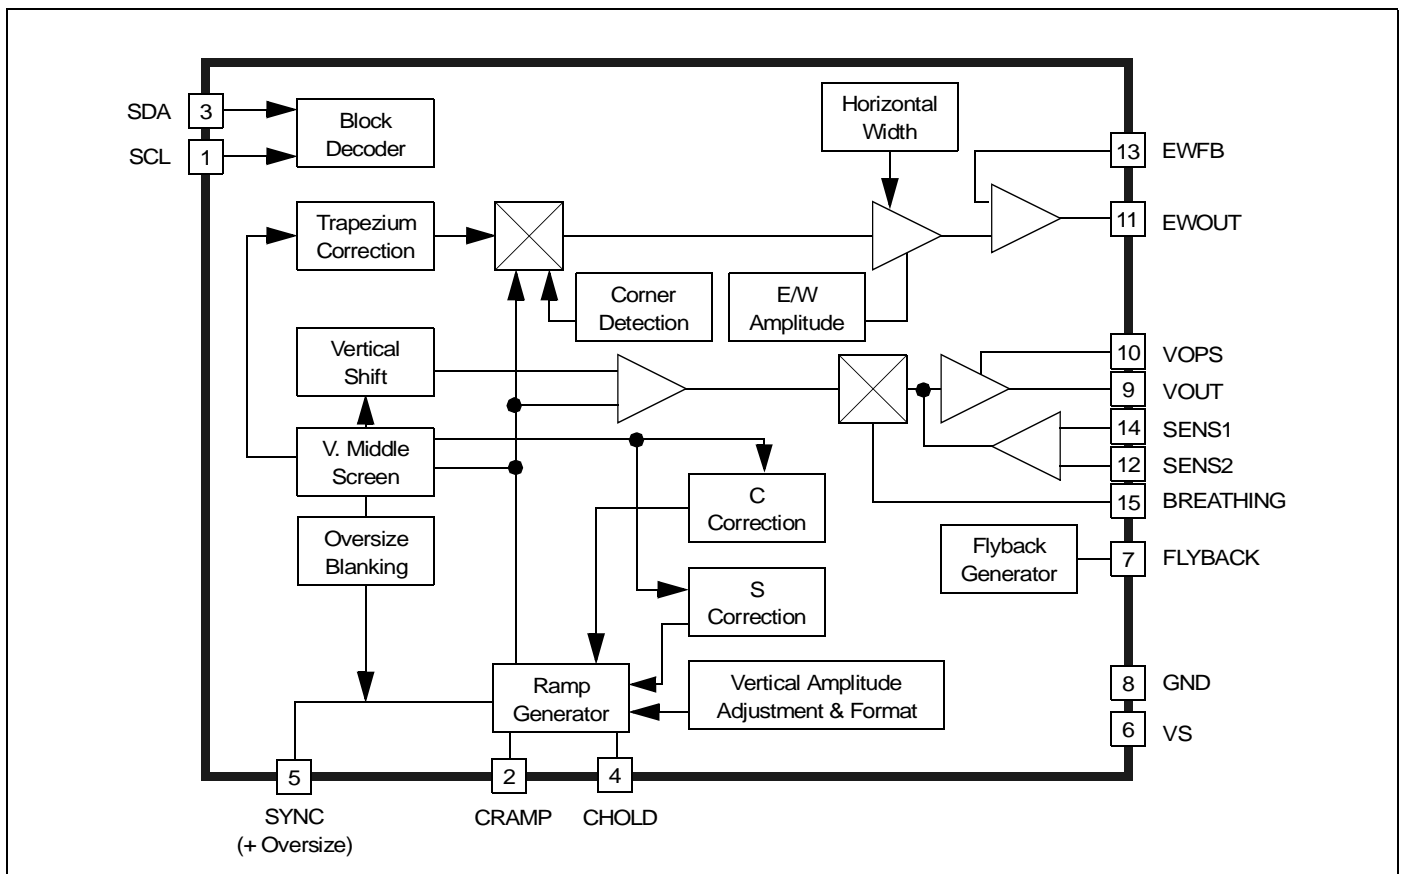 SDA
3
Block
Decoder
SCL
1
Horizontal
Width
13
EWFB
Trapezium
Correction
11
EWOUT
Corner
Detection
E/W
Amplitude
Vertical
Shift
10
VOPS
9
VOUT
14
SENS1
V. Middle
Screen
12
SENS2
C
Correction
15
BREATHING
Oversize
Blanking
Flyback
Generator
7
FLYBACK
S
Correction
Ramp
Generator
Vertical Amplitude
Adjustment & Format
8
GND
6
VS
5
2
4
SYNC
(+ Oversize)
CRAMP
CHOLD